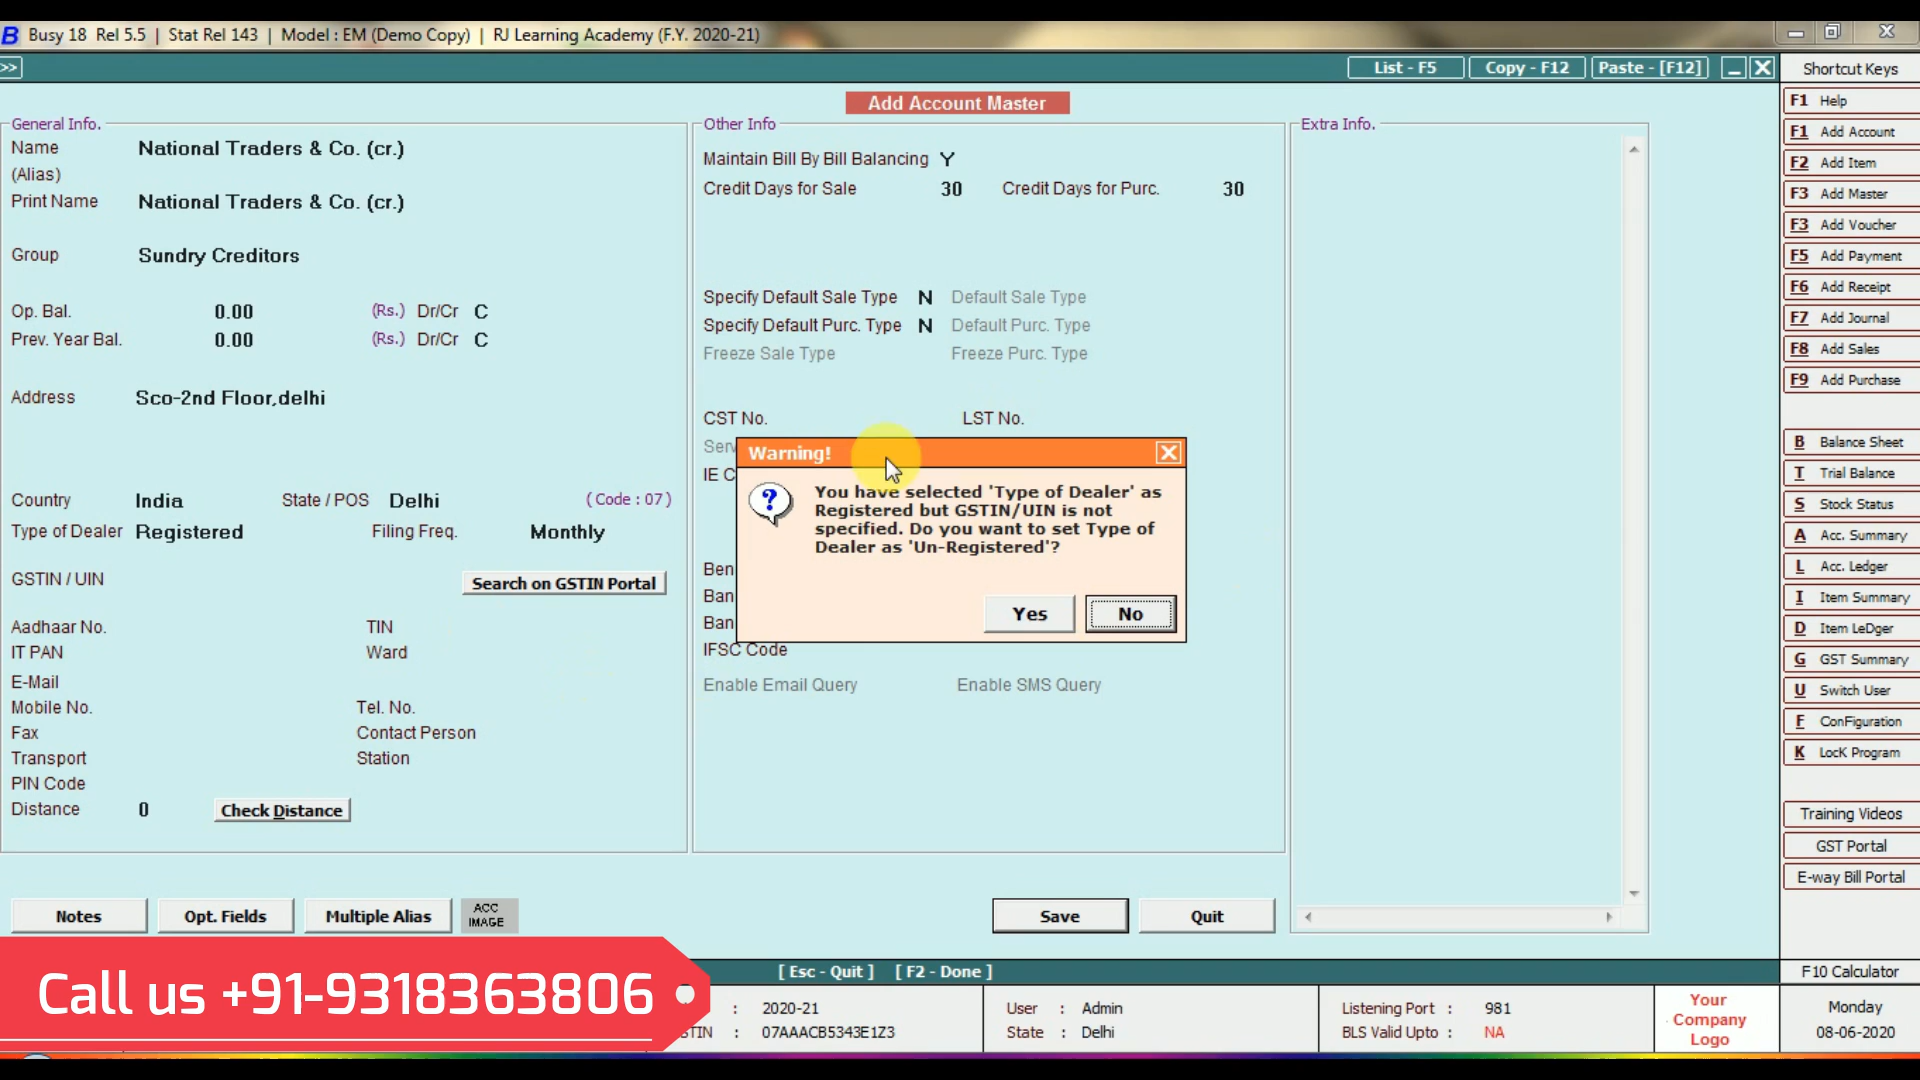 B Busy 18 Rel 5.5 | Stat Rel 143 | Model : EM (Demo Copy) | RJ Learning Academy (F.Y. 2020-21)
>> List - F5 Copy - F12 Paste - [F12] Shortcut Keys
Add Account Master
General Info. Other Info Extra Info.
Name National Traders & Co. (cr.)
(Alias)
Print Name National Traders & Co. (cr.)
Group Sundry Creditors
Op. Bal. 0.00 (Rs.) Dr/Cr C
Prev. Year Bal. 0.00 (Rs.) Dr/Cr C
Address Sco-2nd Floor,delhi
Country India State / POS Delhi ( Code : 07 )
Type of Dealer Registered Filing Freq. Monthly
GSTIN / UIN Search on GSTIN Portal
Aadhaar No. TIN
IT PAN Ward
E-Mail
Mobile No. Tel. No.
Fax Contact Person
Transport Station
PIN Code
Distance 0 Check Distance
Maintain Bill By Bill Balancing Y
Credit Days for Sale 30 Credit Days for Purc. 30
Specify Default Sale Type N Default Sale Type
Specify Default Purc. Type N Default Purc. Type
Freeze Sale Type Freeze Purc. Type
CST No. LST No.
Serv
IE C
Ben
Ban
Ban
IFSC Code
Enable Email Query Enable SMS Query
Warning!
You have selected 'Type of Dealer' as
Registered but GSTIN/UIN is not
specified. Do you want to set Type of
Dealer as 'Un-Registered'?
Yes No
Notes Opt. Fields Multiple Alias ACC IMAGE Save Quit
F1 Help
F1 Add Account
F2 Add Item
F3 Add Master
F3 Add Voucher
F5 Add Payment
F6 Add Receipt
F7 Add Journal
F8 Add Sales
F9 Add Purchase
B Balance Sheet
T Trial Balance
S Stock Status
A Acc. Summary
L Acc. Ledger
I Item Summary
D Item LeDger
G GST Summary
U Switch User
F ConFiguration
K LocK Program
Training Videos
GST Portal
E-way Bill Portal
F10 Calculator
[ Esc - Quit ] [ F2 - Done ]
Call us +91-9318363806
: 2020-21 User : Admin Listening Port : 981
STIN : 07AAACB5343E1Z3 State : Delhi BLS Valid Upto : NA
Your
Company
Logo
Monday
08-06-2020